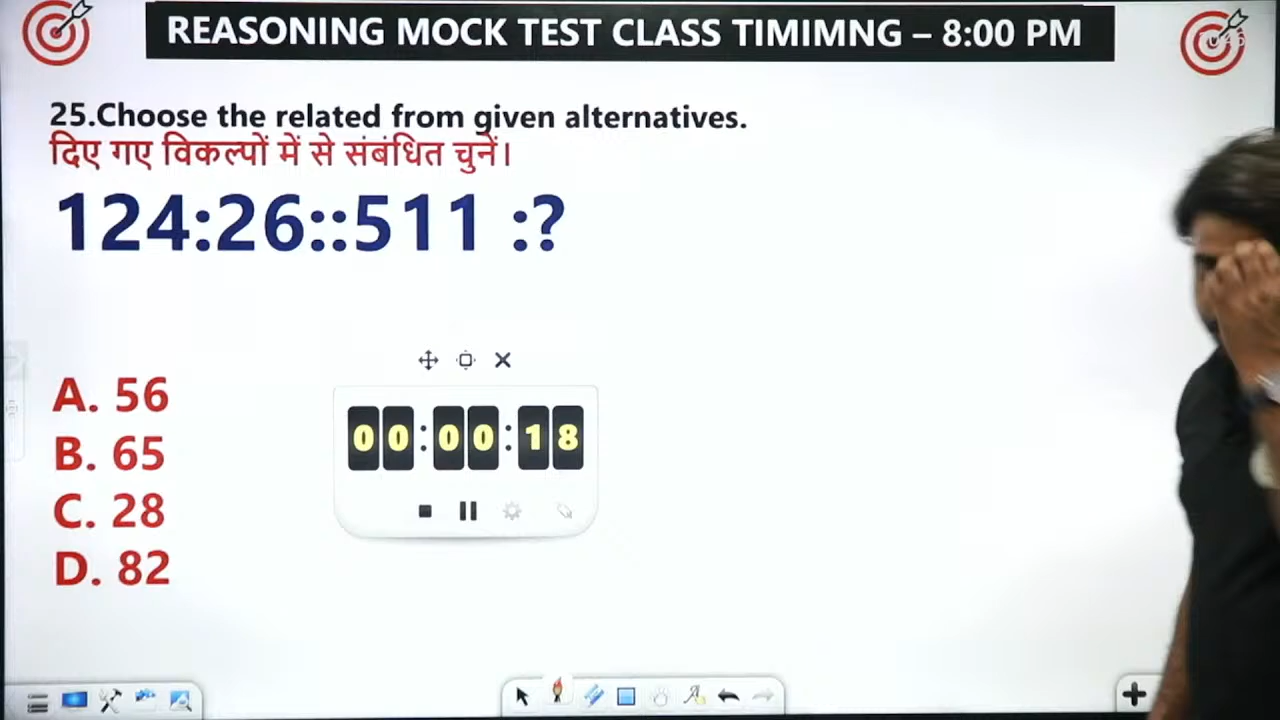 REASONING MOCK TEST CLASS TIMIMNG – 8:00 PM
25.Choose the related from given alternatives.
दिए गए विकल्पों में से संबंधित चुनें।
124:26::511 :?
A. 56
B. 65
C. 28
D. 82
00:00:18